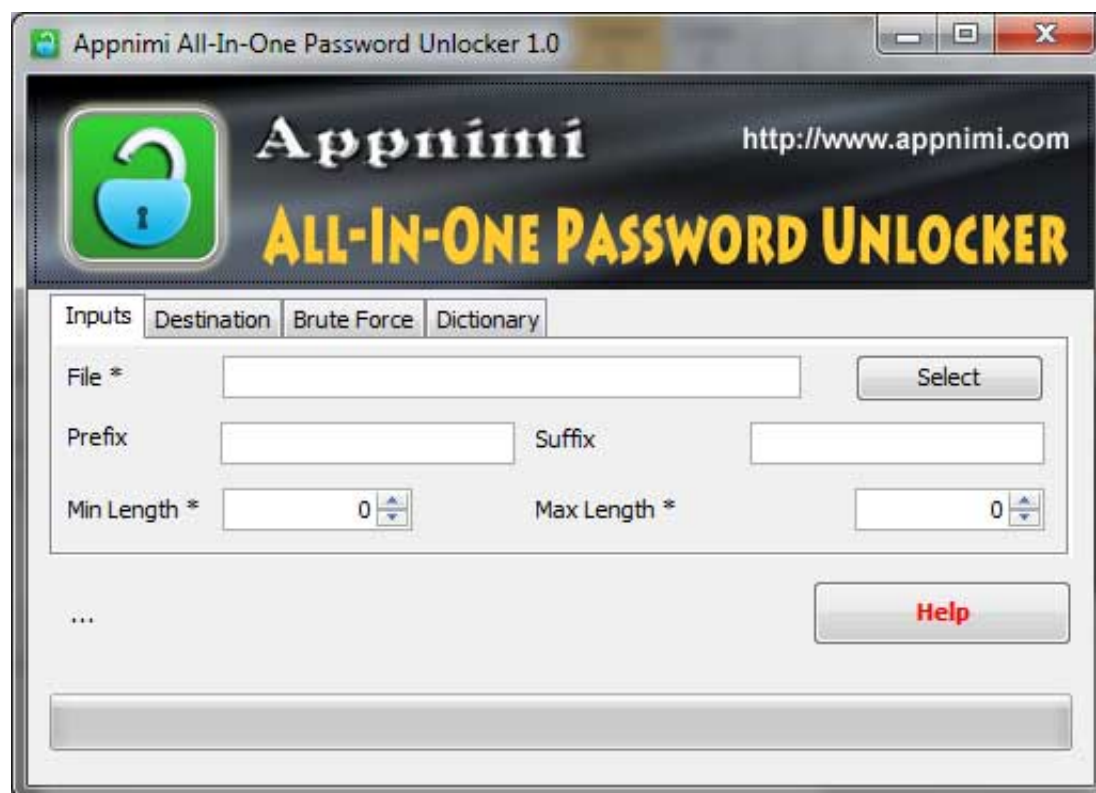 Appnimi All-In-One Password Unlocker 1.0
Appnimi
http://www.appnimi.com
ALL-IN-ONE PASSWORD UNLOCKER
Inputs Destination Brute Force Dictionary
File * Select
Prefix Suffix
Min Length * 0 Max Length * 0
... Help